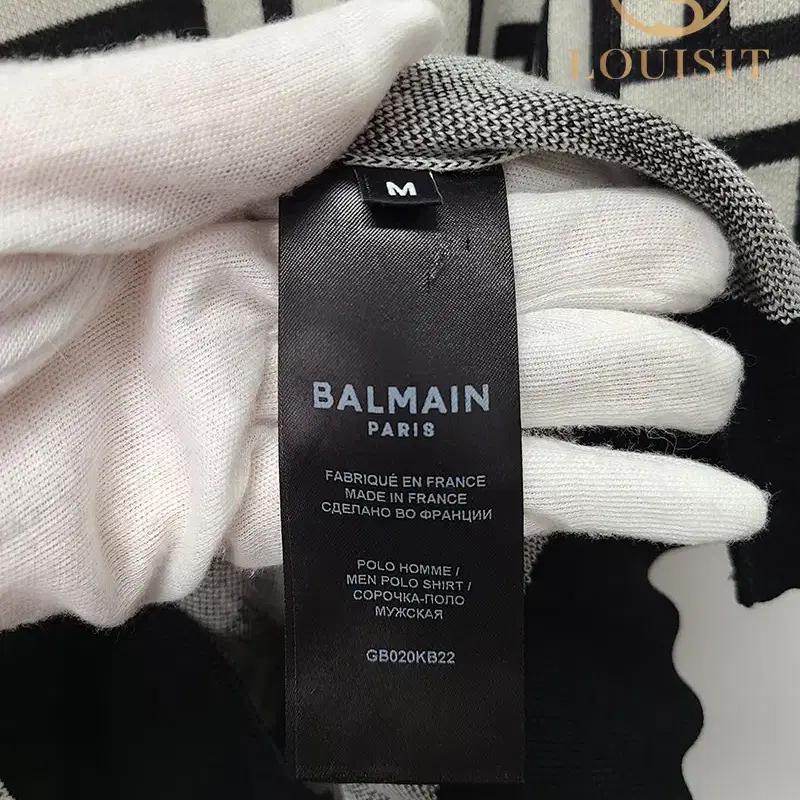 LOUISIT
M
BALMAIN
PARIS
FABRIQUÉ EN FRANCE
MADE IN FRANCE
СДЕЛАНО ВО ФРАНЦИИ
POLO HOMME /
MEN POLO SHIRT /
СОРОЧКА-ПОЛО
МУЖСКАЯ
GB020KB22